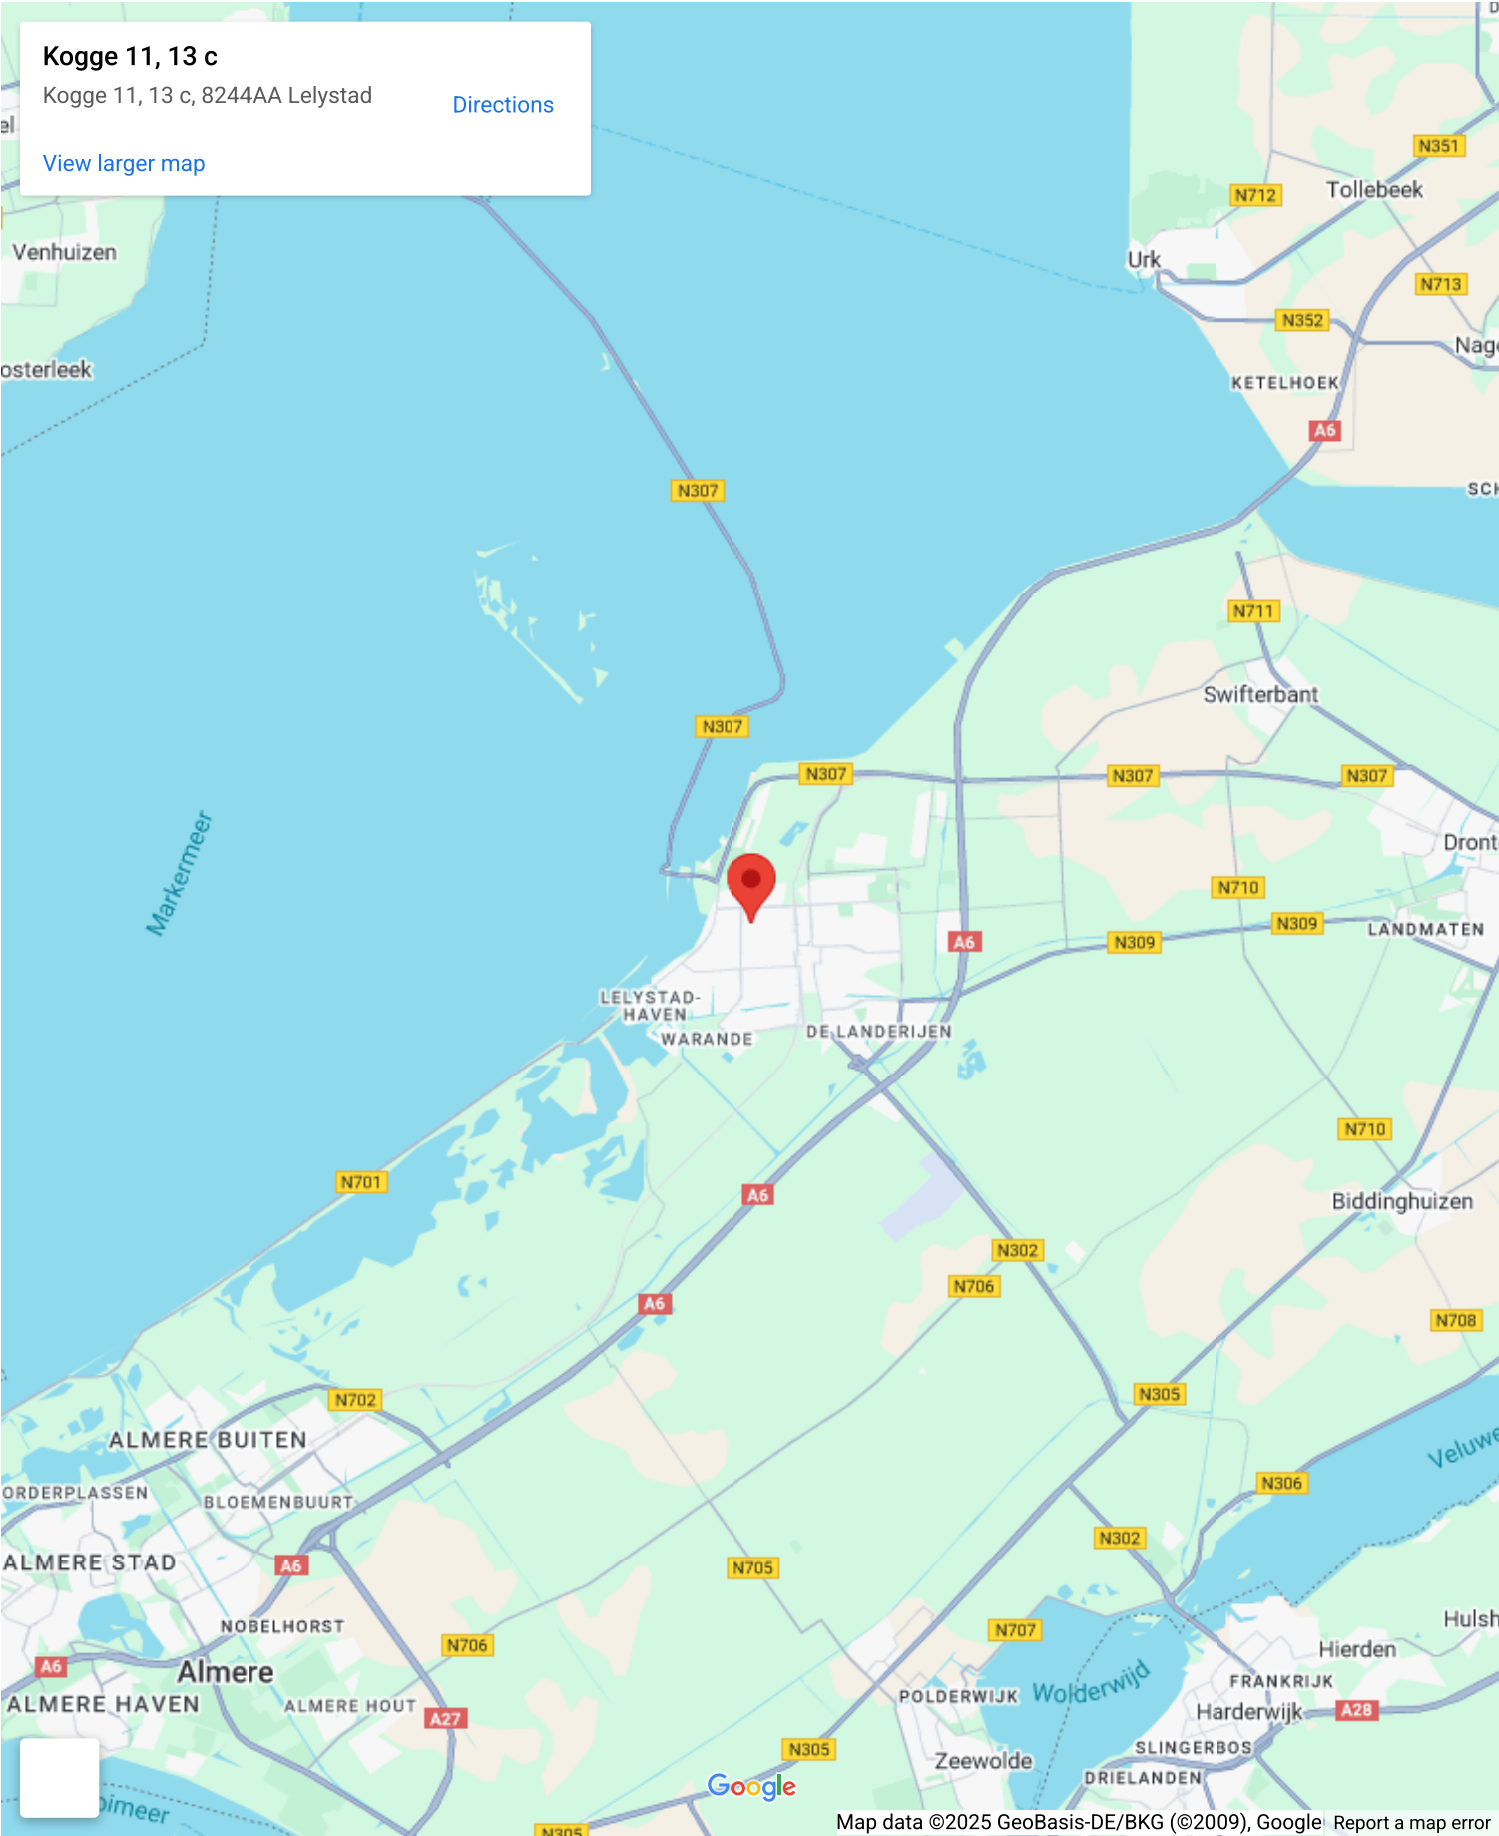 Kogge 11, 13 c
Kogge 11, 13 c, 8244AA Lelystad
Directions
View larger map
N351
Tollebeek
N712
Venhuizen
Urk
N713
N352
Nage
osterleek
KETELHOEK
A6
N307
SCH
N711
Swifterbant
N307
N307
N307
N307
Markermeer
Dront
N710
N309
LANDMATEN
A6
N309
LELYSTAD-
HAVEN
WARANDE
DE LANDERIJEN
N710
N701
A6
Biddinghuizen
N302
N706
A6
N708
N305
N702
ALMERE BUITEN
Veluwe
N306
ORDERPLASSEN
BLOEMENBUURT
N302
ALMERE STAD
A6
N705
NOBELHORST
N707
Hulsh
N706
Hierden
A6
Almere
Wolderwijd
FRANKRIJK
POLDERWIJK
ALMERE HAVEN
ALMERE HOUT
A27
Harderwijk
A28
N305
SLINGERBOS
Zeewolde
DRIELANDEN
Google
oimeer
Map data ©2025 GeoBasis-DE/BKG (©2009), Google
Report a map error
N305